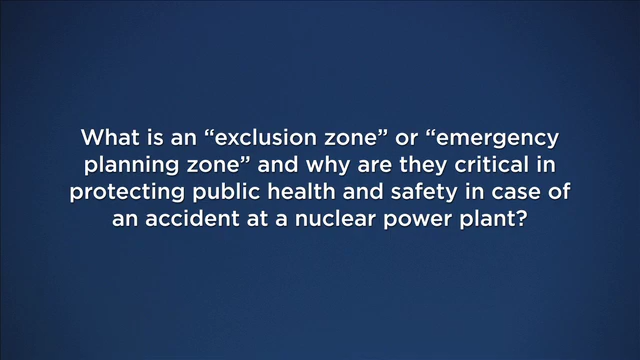 What is an “exclusion zone” or “emergency
planning zone” and why are they critical in
protecting public health and safety in case of
an accident at a nuclear power plant?